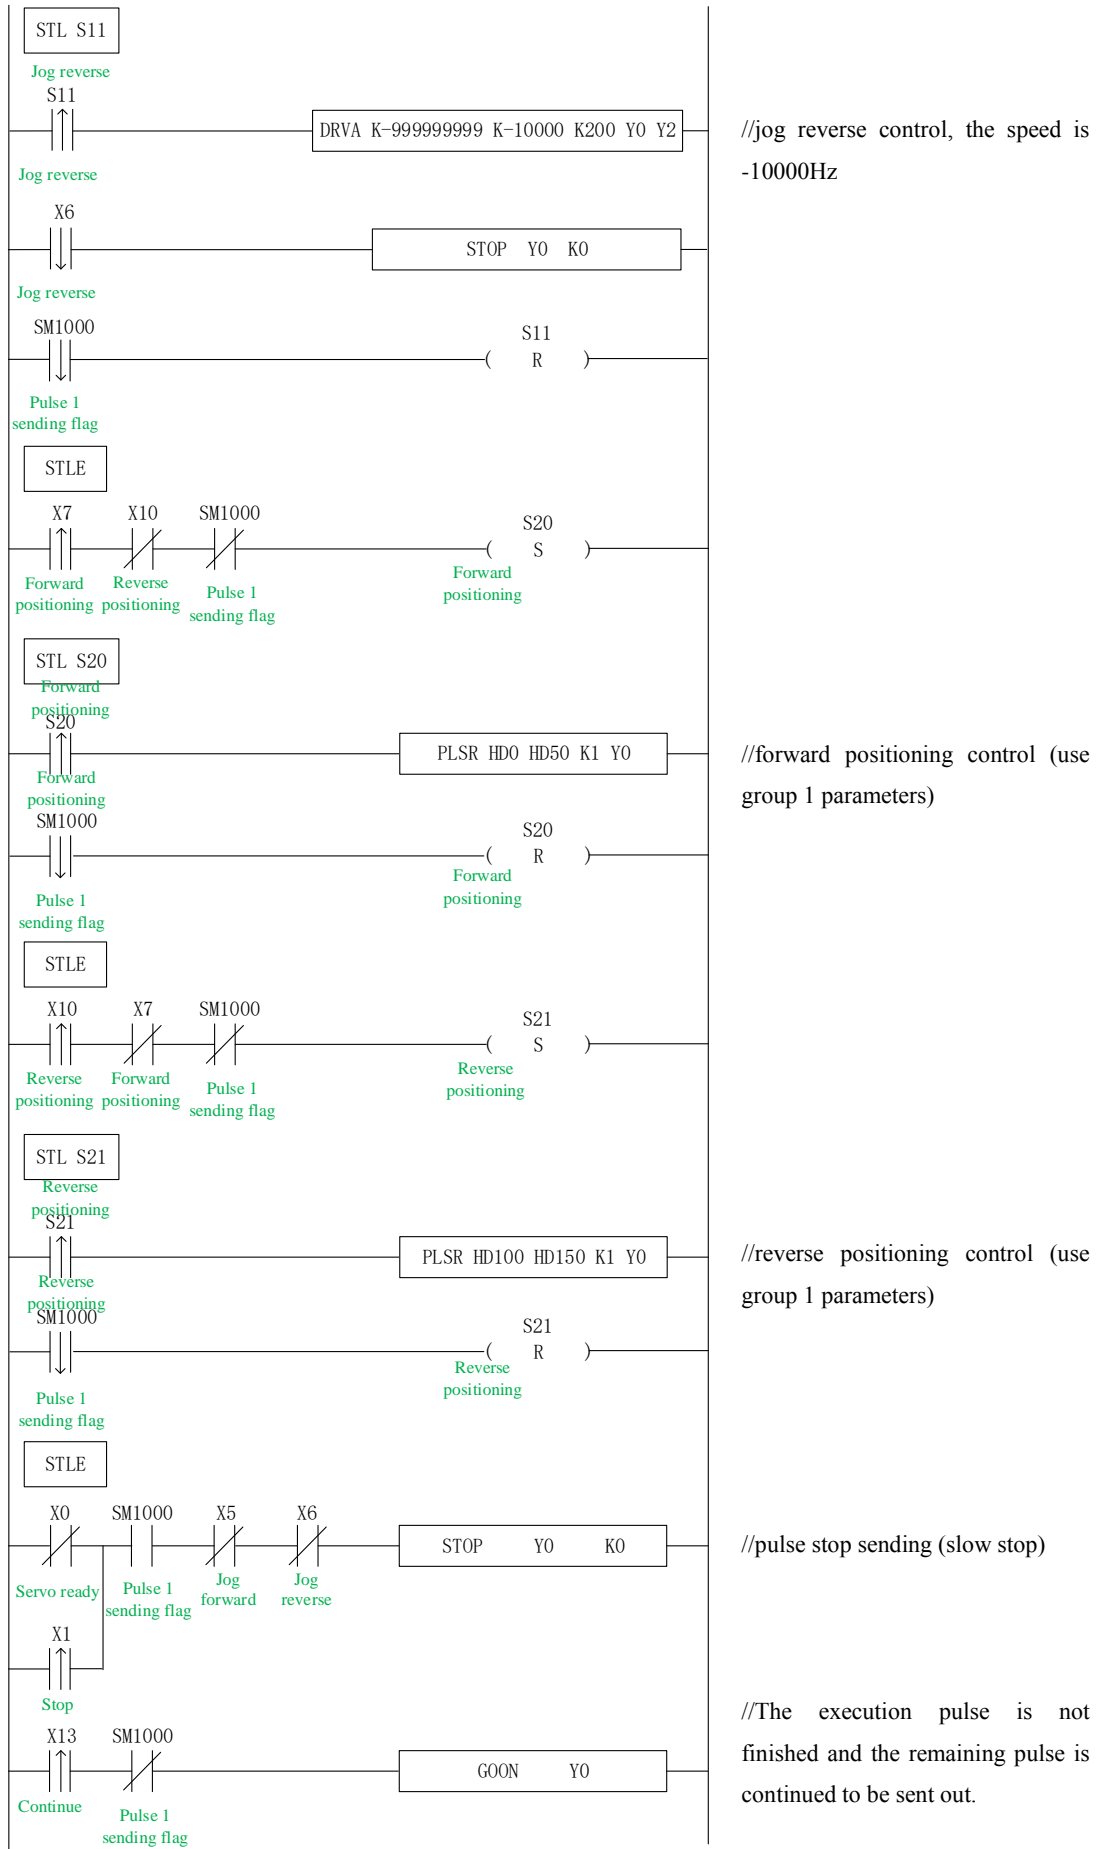 STL S11
Jog reverse
S11
DRVA K-999999999 K-10000 K200 Y0 Y2
//jog reverse control, the speed is
-10000Hz
Jog reverse
X6
STOP Y0 K0
Jog reverse
SM1000
S11
( R )
Pulse 1
sending flag
STLE
X7 X10 SM1000
S20
( S )
Forward
positioning
Reverse
positioning
Pulse 1
sending flag
Forward
positioning
STL S20
Forward
positioning
S20
PLSR HD0 HD50 K1 Y0
//forward positioning control (use
group 1 parameters)
Forward
positioning
SM1000
S20
( R )
Forward
positioning
Pulse 1
sending flag
STLE
X10 X7 SM1000
S21
( S )
Reverse
positioning
Forward
positioning
Pulse 1
sending flag
Reverse
positioning
STL S21
Reverse
positioning
S21
PLSR HD100 HD150 K1 Y0
//reverse positioning control (use
group 1 parameters)
Reverse
positioning
SM1000
S21
( R )
Reverse
positioning
Pulse 1
sending flag
STLE
X0 SM1000 X5 X6
STOP Y0 K0
//pulse stop sending (slow stop)
Servo ready
Pulse 1
sending flag
Jog
forward
Jog
reverse
X1
Stop
//The execution pulse is not
finished and the remaining pulse is
continued to be sent out.
X13 SM1000
GOON Y0
Continue
Pulse 1
sending flag